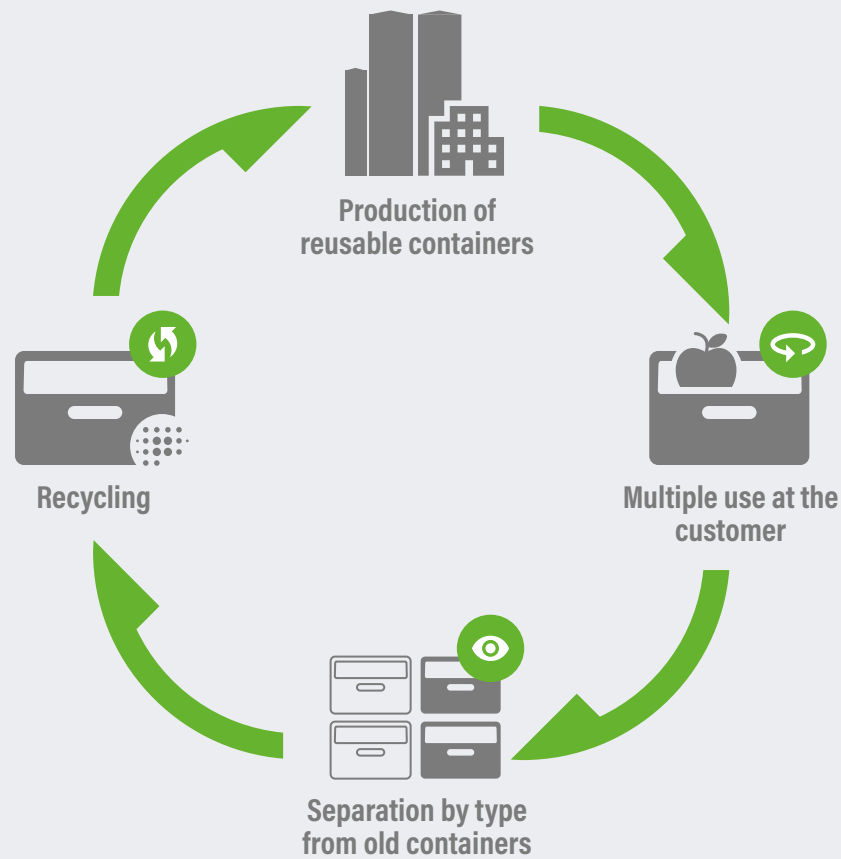 Production of
reusable containers
Multiple use at the
customer
Separation by type
from old containers
Recycling